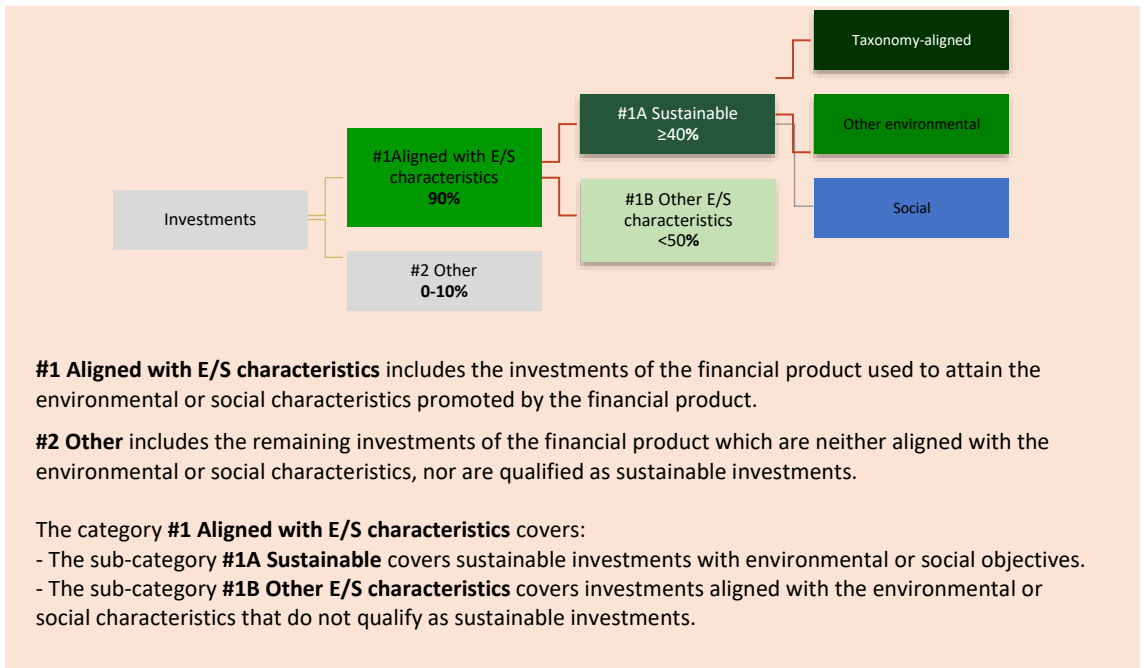 Taxonomy-aligned
#1A Sustainable
≥40%
Other environmental
#1Aligned with E/S
characteristics
90%
#1B Other E/S
characteristics
<50%
Social
Investments
#2 Other
0-10%
#1 Aligned with E/S characteristics includes the investments of the financial product used to attain the
environmental or social characteristics promoted by the financial product.
#2 Other includes the remaining investments of the financial product which are neither aligned with the
environmental or social characteristics, nor are qualified as sustainable investments.
The category #1 Aligned with E/S characteristics covers:
- The sub-category #1A Sustainable covers sustainable investments with environmental or social objectives.
- The sub-category #1B Other E/S characteristics covers investments aligned with the environmental or
social characteristics that do not qualify as sustainable investments.